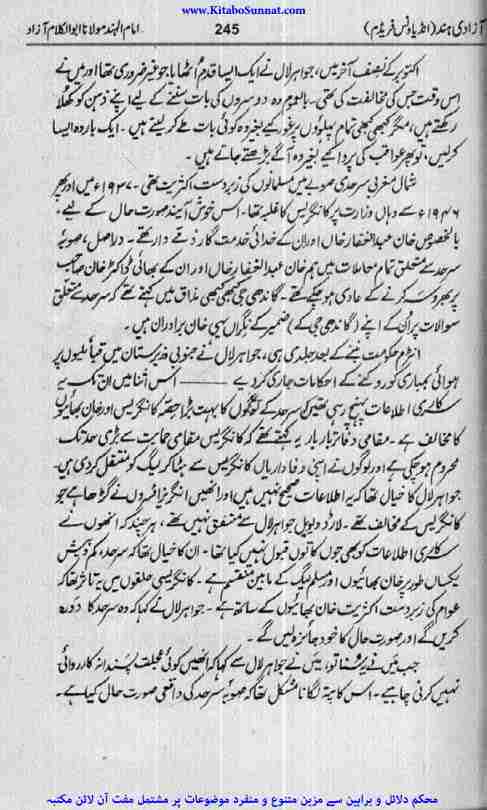 www.KitaboSunnat.com
آزادی ہند (انڈیا ونس فریڈم)
245
امام الہند مولانا ابوالکلام آزاد
اکتوبر کے نصف آخر میں، جواہر لال نے ایک ایسا قدم اٹھایا جو غیر ضروری تھا اور میں نے
اس وقت جس کی مخالفت کی تھی۔ بالعموم وہ دوسروں کی بات سننے کے لیے اپنے ذہن کو کھلا
رکھتے ہیں، مگر کبھی کبھی تمام پہلوؤں پر غور کیے بغیر وہ کوئی بات طے کر لیتے ہیں۔ ایک بار وہ ایسا
کر لیں، تو پھر عواقب کی پروا کیے بغیر وہ آگے بڑھتے جاتے ہیں۔
شمال مغربی سرحدی صوبے میں مسلمانوں کی زبردست اکثریت تھی۔ ۱۹۳۷ء میں اور پھر
۱۹۴۶ء سے وہاں وزارت پر کانگریس کا غلبہ تھا۔ اس خوش آیند صورت حال کے لیے،
بالخصوص خان عبدالغفار خاں اور ان کے خدائی خدمت گار ذمے دار تھے۔ دراصل، صوبۂ
سرحد سے متعلق تمام معاملات میں ہم خان عبدالغفار خاں اور ان کے بھائی ڈاکٹر خان صاحب
پر بھروسہ کرنے کے عادی ہو چکے تھے۔ گاندھی جی کبھی کبھی مذاق میں کہتے تھے کہ سرحد سے متعلق
سوالات پر ان کے اپنے (گاندھی جی کے) ضمیر کے نگراں یہی خان برادران ہیں۔
انٹرم حکومت بننے کے بعد جلد ہی، جواہر لال نے جنوبی وزیرستان میں قبائلیوں پر
ہوائی بمباری کو روکنے کے احکامات جاری کر دیے ـــــــ اس اثنا میں ان تک یہ
سرکاری اطلاعات پہنچ رہی تھیں کہ سرحد کے لوگوں کا بہت بڑا حصہ کانگریس اور خان بھائیوں
کا مخالف ہے۔ مقامی دفاتر بار بار یہ کہتے تھے کہ کانگریس مقامی حمایت سے بڑی حد تک
محروم ہو چکی ہے اور لوگوں نے اپنی وفاداریاں کانگریس سے ہٹا کر لیگ کو منتقل کر دی ہیں۔
جواہر لال کا خیال تھا کہ یہ اطلاعات صحیح نہیں ہیں اور انھیں انگریز افسروں نے گڑھا ہے جو
کانگریس کے مخالف تھے۔ لارڈ ویول جواہر لال سے متفق نہیں تھے، ہر چند کہ انھوں نے
سرکاری اطلاعات کو بھی جوں کا توں قبول نہیں کیا تھا۔ ان کا خیال تھا کہ سرحد، کم و بیش
یکساں طور پر خان بھائیوں اور مسلم لیگ کے مابین منقسم ہے۔ کانگریسی حلقوں میں یہ تاثر تھا کہ
عوام کی زبردست اکثریت خان بھائیوں کے ساتھ ہے۔ جواہر لال نے کہا کہ وہ سرحد کا دورہ
کریں گے اور صورت حال کا خود جائزہ لیں گے۔
جب میں نے یہ سنا تو، میں نے جواہر لال سے کہا کہ انھیں کوئی عجلت پسندانہ کارروائی
نہیں کرنی چاہیے۔ اس کا پتہ لگانا مشکل تھا کہ صوبۂ سرحد کی واقعی صورت حال کیا ہے۔
محکم دلائل و براہین سے مزین متنوع و منفرد موضوعات پر مشتمل مفت آن لائن مکتبہ